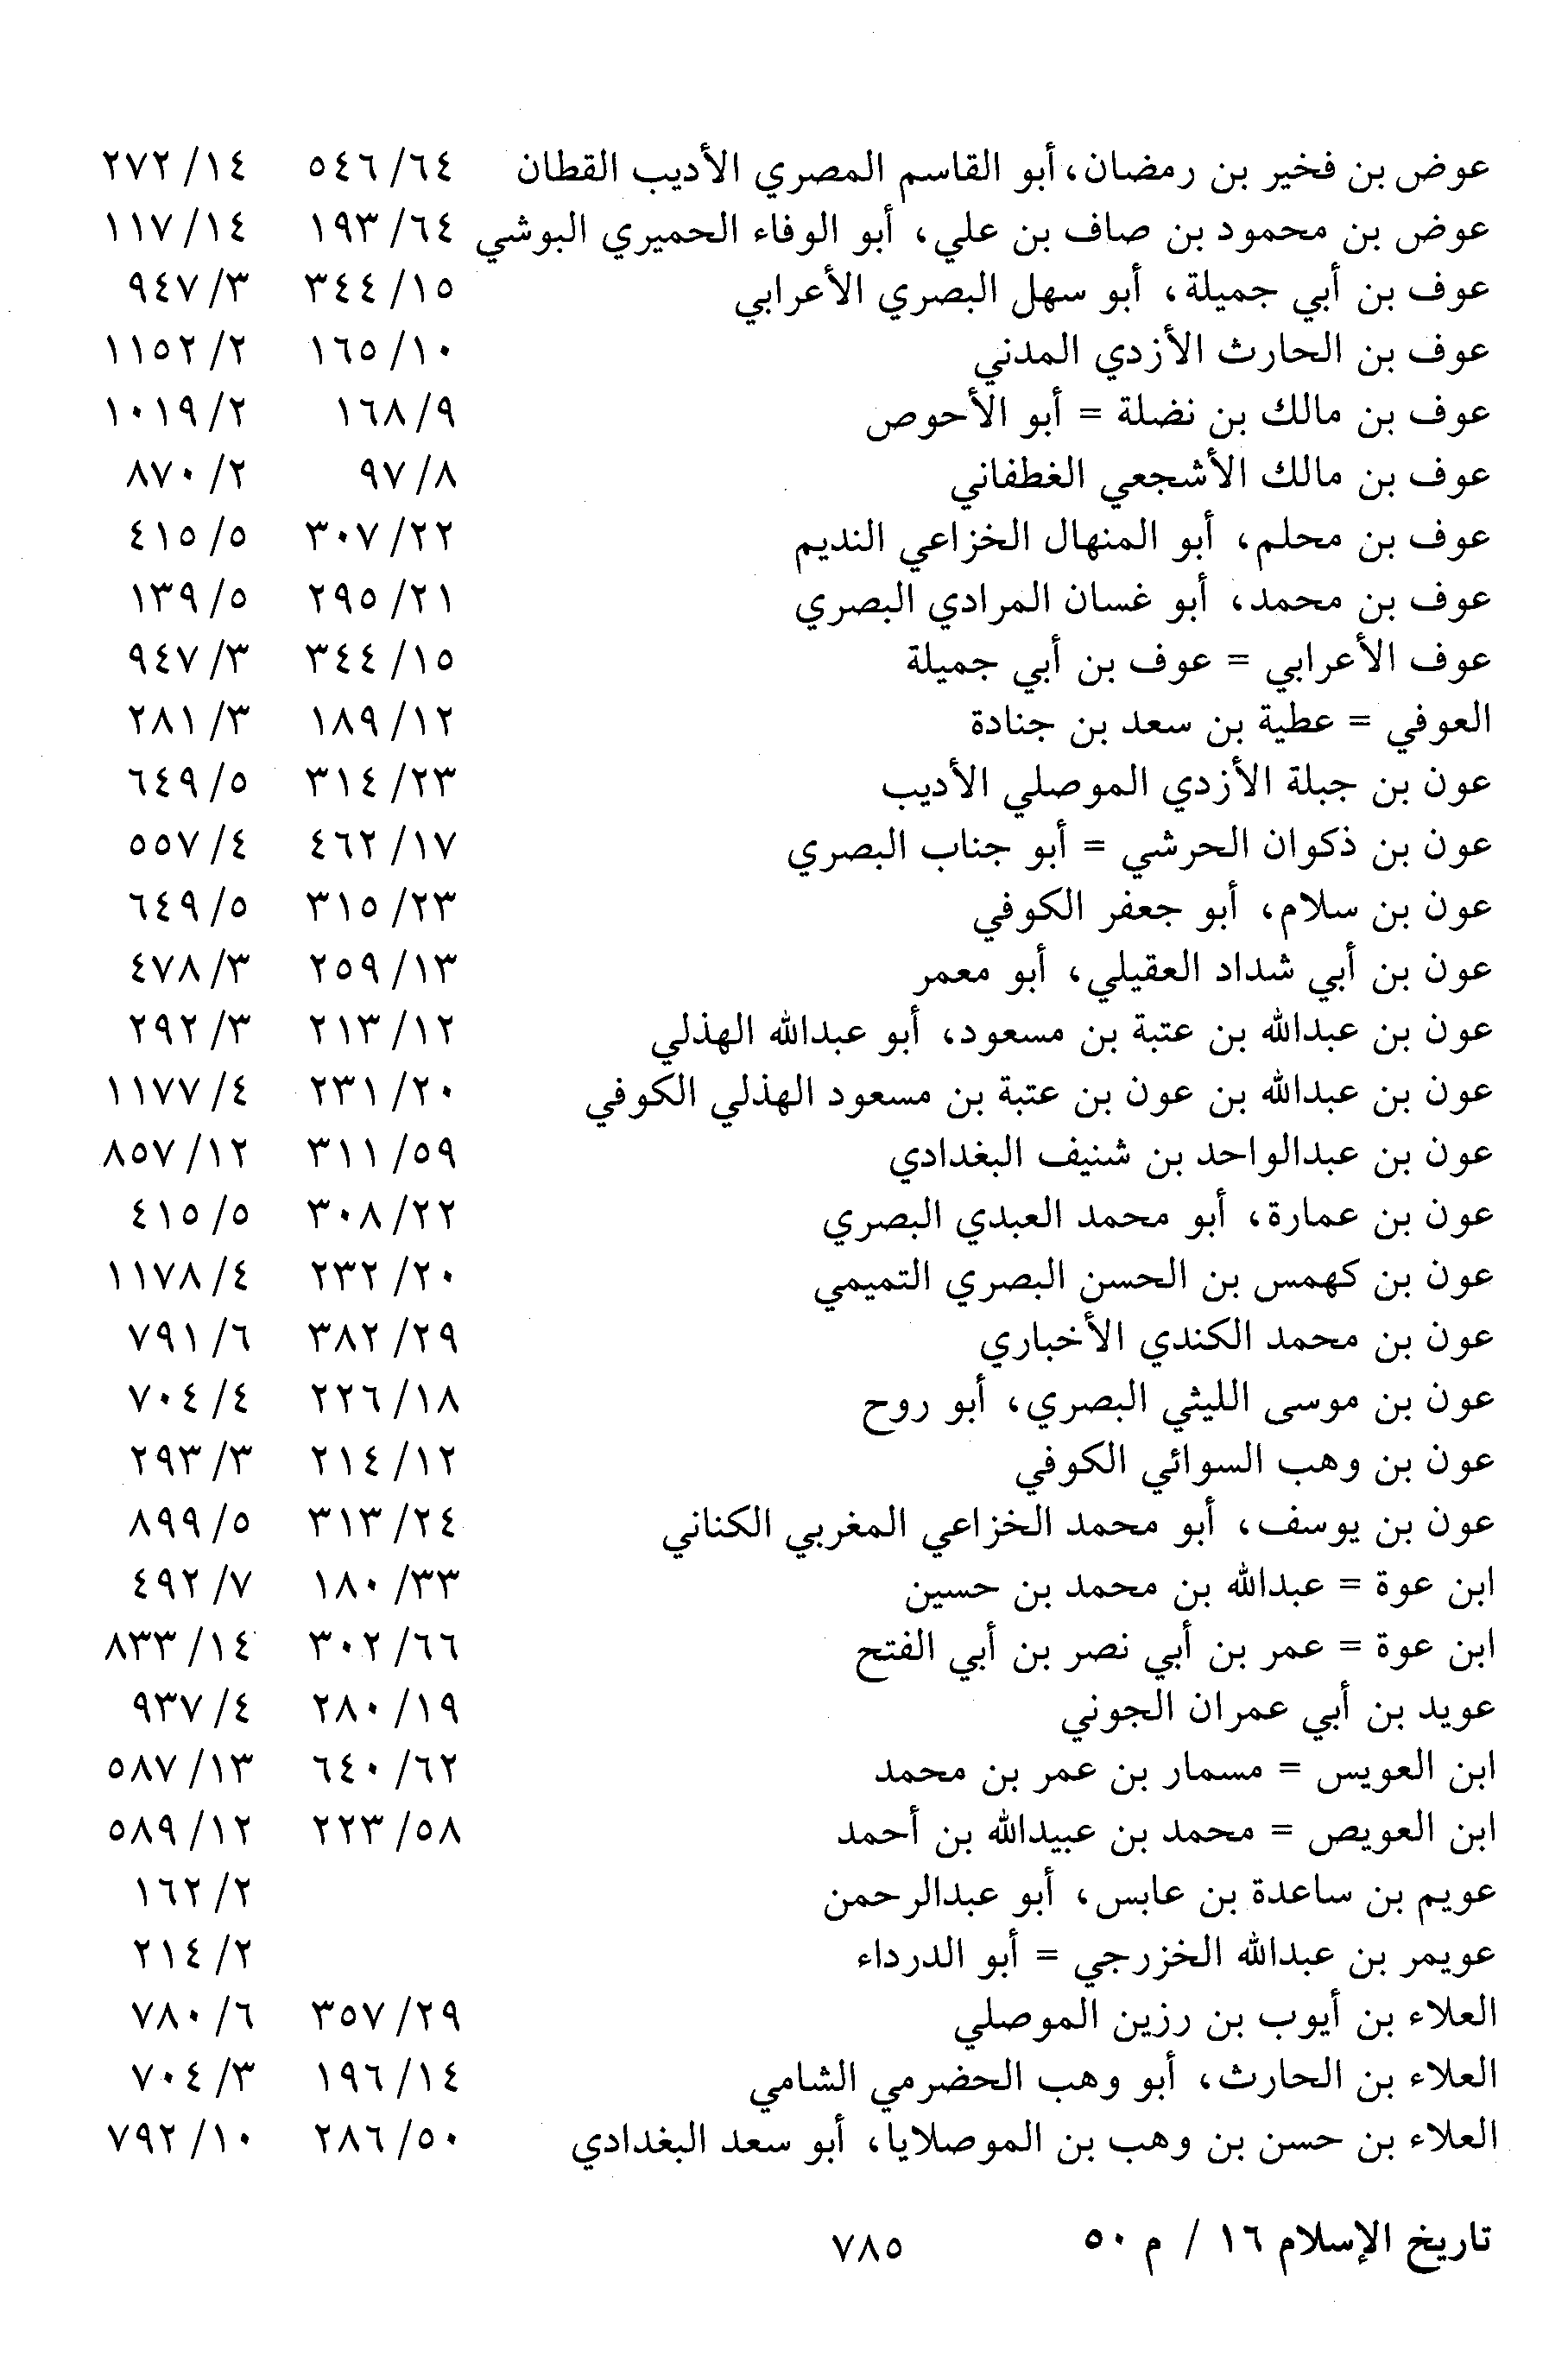 عوض بن فخير بن رمضان، أبو القاسم المصري الأديب القطان ٦٤/ ٥٤٦ ١٤/ ٢٧٢
عوض بن محمود بن صاف بن علي، أبو الوفاء الحميري البوشي ٦٤/ ١٩٣ ١٤/ ١١٧
عوف بن أبي جميلة، أبو سهل البصري الأعرابي ١٥/ ٣٤٤ ٣/ ٩٤٧
عوف بن الحارث الأزدي المدني ١٠/ ١٦٥ ٢/ ١١٥٢
عوف بن مالك بن نضلة = أبو الأحوص ٩/ ١٦٨ ٢/ ١٠١٩
عوف بن مالك الأشجعي الغطفاني ٨/ ٩٧ ٢/ ٨٧٠
عوف بن محلم، أبو المنهال الخزاعي النديم ٢٢/ ٣٠٧ ٥/ ٤١٥
عوف بن محمد، أبو غسان المرادي البصري ٢١/ ٢٩٥ ٥/ ١٣٩
عوف الأعرابي = عوف بن أبي جميلة ١٥/ ٣٤٤ ٣/ ٩٤٧
العوفي = عطية بن سعد بن جنادة ١٢/ ١٨٩ ٣/ ٢٨١
عون بن جبلة الأزدي الموصلي الأديب ٢٣/ ٣١٤ ٥/ ٦٤٩
عون بن ذكوان الحرشي = أبو جناب البصري ١٧/ ٤٦٢ ٤/ ٥٥٧
عون بن سلام، أبو جعفر الكوفي ٢٣/ ٣١٥ ٥/ ٦٤٩
عون بن أبي شداد العقيلي، أبو معمر ١٣/ ٢٥٩ ٣/ ٤٧٨
عون بن عبدالله بن عتبة بن مسعود، أبو عبدالله الهذلي ١٢/ ٢١٣ ٣/ ٢٩٢
عون بن عبدالله بن عون بن عتبة بن مسعود الهذلي الكوفي ٢٠/ ٢٣١ ٤/ ١١٧٧
عون بن عبدالواحد بن شنيف البغدادي ٥٩/ ٣١١ ١٢/ ٨٥٧
عون بن عمارة، أبو محمد العبدي البصري ٢٢/ ٣٠٨ ٥/ ٤١٥
عون بن كهمس بن الحسن البصري التميمي ٢٠/ ٢٣٢ ٤/ ١١٧٨
عون بن محمد الكندي الأخباري ٢٩/ ٣٨٢ ٦/ ٧٩١
عون بن موسى الليثي البصري، أبو روح ١٨/ ٢٢٦ ٤/ ٧٠٤
عون بن وهب السوائي الكوفي ١٢/ ٢١٤ ٣/ ٢٩٣
عون بن يوسف، أبو محمد الخزاعي المغربي الكناني ٢٤/ ٣١٣ ٥/ ٨٩٩
ابن عوة = عبدالله بن محمد بن حسين ٣٣/ ١٨٠ ٧/ ٤٩٢
ابن عوة = عمر بن أبي نصر بن أبي الفتح ٦٦/ ٣٠٢ ١٤/ ٨٣٣
عويد بن أبي عمران الجوني ١٩/ ٢٨٠ ٤/ ٩٣٧
ابن العويس = مسمار بن عمر بن محمد ٦٢/ ٦٤٠ ١٣/ ٥٨٧
ابن العويص = محمد بن عبيدالله بن أحمد ٥٨/ ٢٢٣ ١٢/ ٥٨٩
عويم بن ساعدة بن عابس، أبو عبدالرحمن ٢/ ١٦٢
عويمر بن عبدالله الخزرجي = أبو الدرداء ٢/ ٢١٤
العلاء بن أيوب بن رزين الموصلي ٢٩/ ٣٥٧ ٦/ ٧٨٠
العلاء بن الحارث، أبو وهب الحضرمي الشامي ١٤/ ١٩٦ ٣/ ٧٠٤
العلاء بن حسن بن وهب بن الموصلايا، أبو سعد البغدادي ٥٠/ ٢٨٦ ١٠/ ٧٩٢
تاريخ الإسلام ١٦ / م ٥٠ ٧٨٥